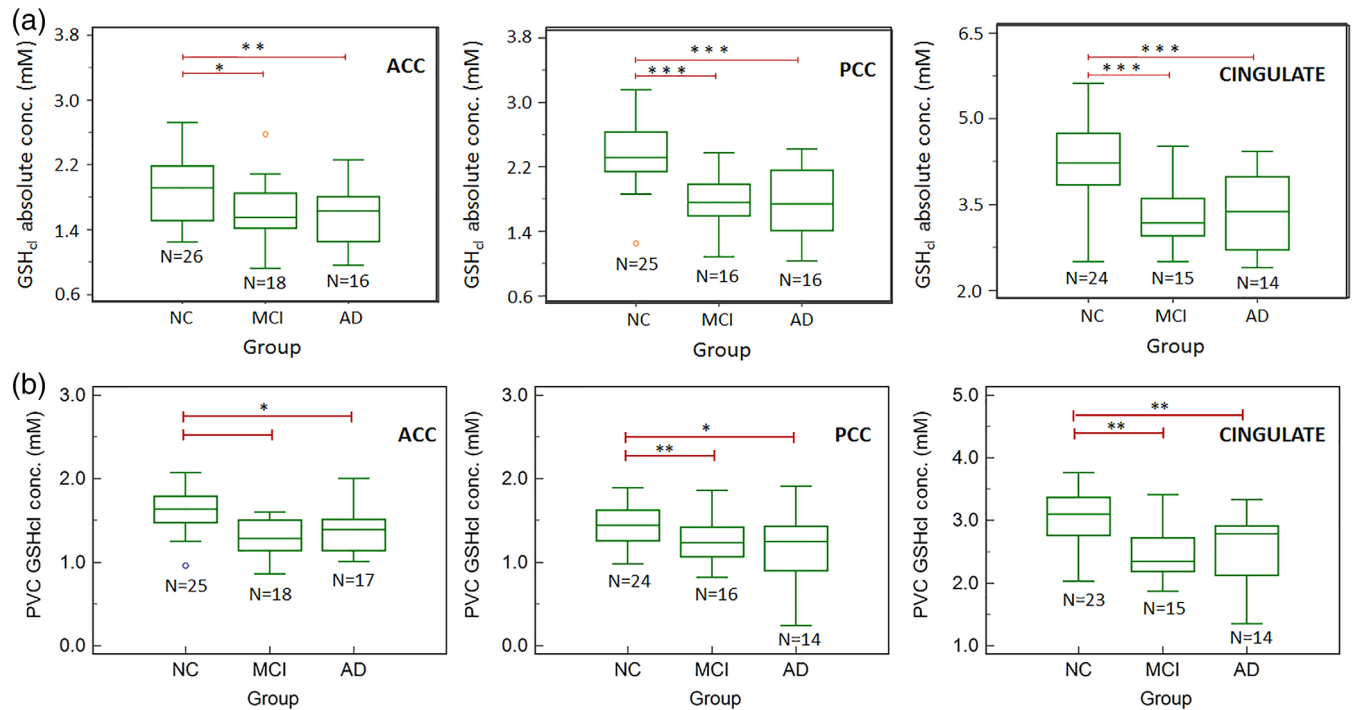 (a)
GSHcl absolute conc. (mM)
3.8
3.0
2.2
1.4
0.6
* *
*
ACC
N=26
N=18
N=16
NC MCI AD
Group
GSHcl absolute conc. (mM)
3.8
3.0
2.2
1.4
0.6
* * *
* * *
PCC
N=25
N=16
N=16
NC MCI AD
Group
GSHcl absolute conc. (mM)
6.5
5.0
3.5
2.0
* * *
* * *
CINGULATE
N=24
N=15
N=14
NC MCI AD
Group
(b)
PVC GSHcl conc. (mM)
3.0
2.0
1.0
0.0
*
ACC
N=25
N=18
N=17
NC MCI AD
Group
PVC GSHcl conc. (mM)
3.0
2.0
1.0
0.0
*
**
PCC
N=24
N=16
N=14
NC MCI AD
Group
PVC GSHcl conc. (mM)
5.0
4.0
3.0
2.0
1.0
**
**
CINGULATE
N=23
N=15
N=14
NC MCI AD
Group